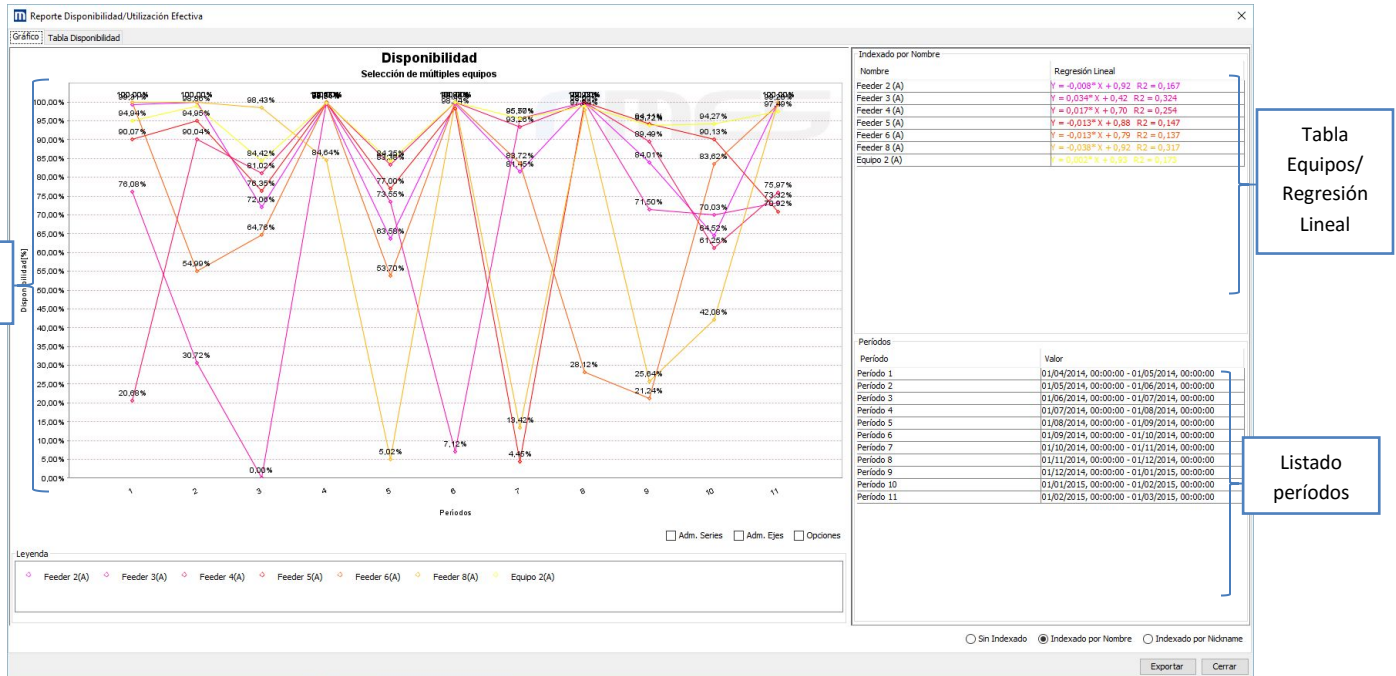 Reporte Disponibilidad/Utilización Efectiva
Gráfico Tabla Disponibilidad
Disponibilidad
Selección de múltiples equipos
Disponibilidad[%]
100,00%
95,00%
90,00%
85,00%
80,00%
75,00%
70,00%
65,00%
60,00%
55,00%
50,00%
45,00%
40,00%
35,00%
30,00%
25,00%
20,00%
15,00%
10,00%
5,00%
0,00%
94,94%
90,07%
76,08%
20,68%
100,00%
98,86%
94,95%
90,04%
54,99%
30,72%
98,43%
84,42%
81,02%
76,35%
72,06%
64,76%
0,00%
84,64%
77,00%
73,55%
63,58%
53,70%
5,02%
7,12%
93,26%
83,72%
81,45%
13,42%
4,45%
28,12%
89,49%
84,01%
71,50%
25,64%
21,24%
94,27%
90,13%
83,62%
70,03%
64,52%
61,25%
42,08%
100,00%
97,49%
75,97%
73,32%
70,92%
1 2 3 4 5 6 7 8 9 10 11
Períodos
Adm. Series Adm. Ejes Opciones
Leyenda
Feeder 2(A) Feeder 3(A) Feeder 4(A) Feeder 5(A) Feeder 6(A) Feeder 8(A) Equipo 2(A)
Indexado por Nombre
Nombre Regresión Lineal
Feeder 2 (A) Y = -0,008* X + 0,92 R2 = 0,167
Feeder 3 (A) Y = 0,034* X + 0,42 R2 = 0,324
Feeder 4 (A) Y = 0,017* X + 0,70 R2 = 0,254
Feeder 5 (A) Y = -0,013* X + 0,88 R2 = 0,147
Feeder 6 (A) Y = -0,013* X + 0,79 R2 = 0,137
Feeder 8 (A) Y = -0,038* X + 0,92 R2 = 0,317
Equipo 2 (A)
Períodos
Período Valor
Período 1 01/04/2014, 00:00:00 - 01/05/2014, 00:00:00
Período 2 01/05/2014, 00:00:00 - 01/06/2014, 00:00:00
Período 3 01/06/2014, 00:00:00 - 01/07/2014, 00:00:00
Período 4 01/07/2014, 00:00:00 - 01/08/2014, 00:00:00
Período 5 01/08/2014, 00:00:00 - 01/09/2014, 00:00:00
Período 6 01/09/2014, 00:00:00 - 01/10/2014, 00:00:00
Período 7 01/10/2014, 00:00:00 - 01/11/2014, 00:00:00
Período 8 01/11/2014, 00:00:00 - 01/12/2014, 00:00:00
Período 9 01/12/2014, 00:00:00 - 01/01/2015, 00:00:00
Período 10 01/01/2015, 00:00:00 - 01/02/2015, 00:00:00
Período 11 01/02/2015, 00:00:00 - 01/03/2015, 00:00:00
Sin Indexado Indexado por Nombre Indexado por Nickname
Exportar Cerrar
Tabla
Equipos/
Regresión
Lineal
Listado
períodos